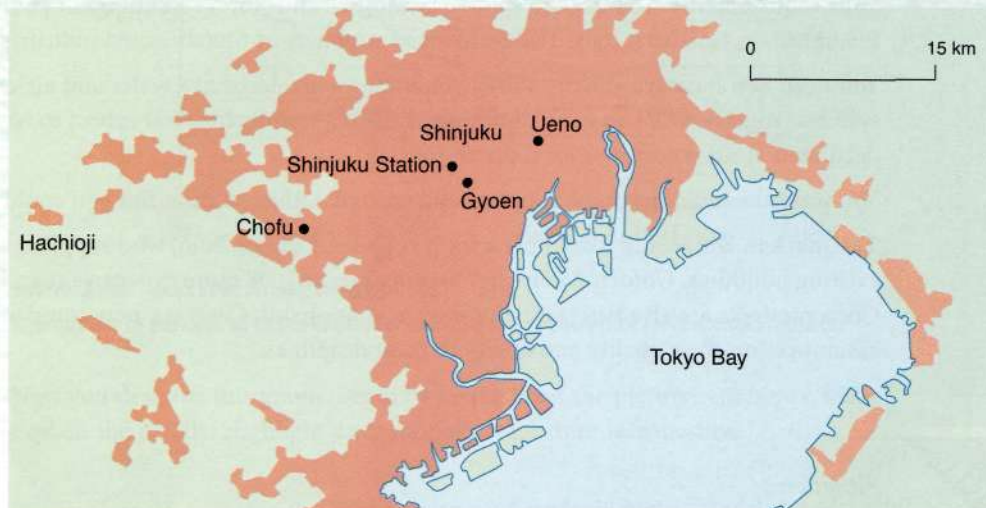 0 15 km
Ueno
Shinjuku
Shinjuku Station
Gyoen
Chofu
Hachioji
Tokyo Bay